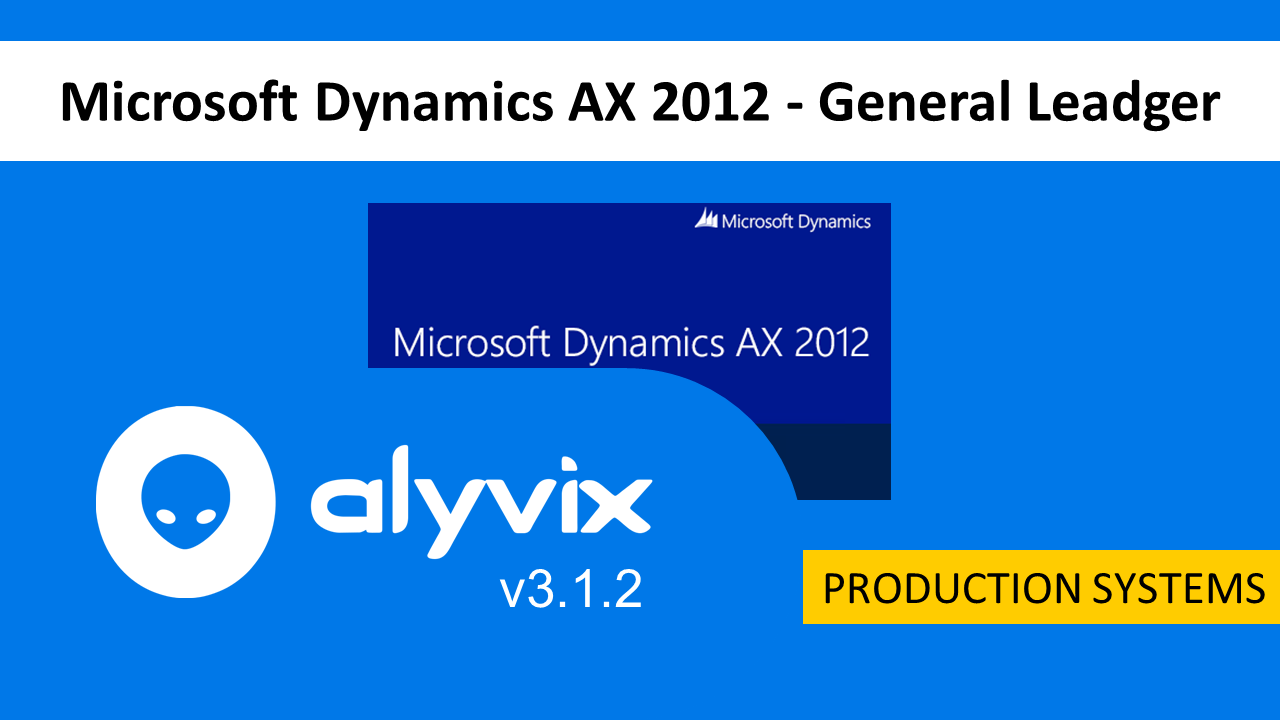 Microsoft Dynamics AX 2012 - General Leadger
Microsoft Dynamics
Microsoft Dynamics AX 2012
alyvix
v3.1.2
PRODUCTION SYSTEMS